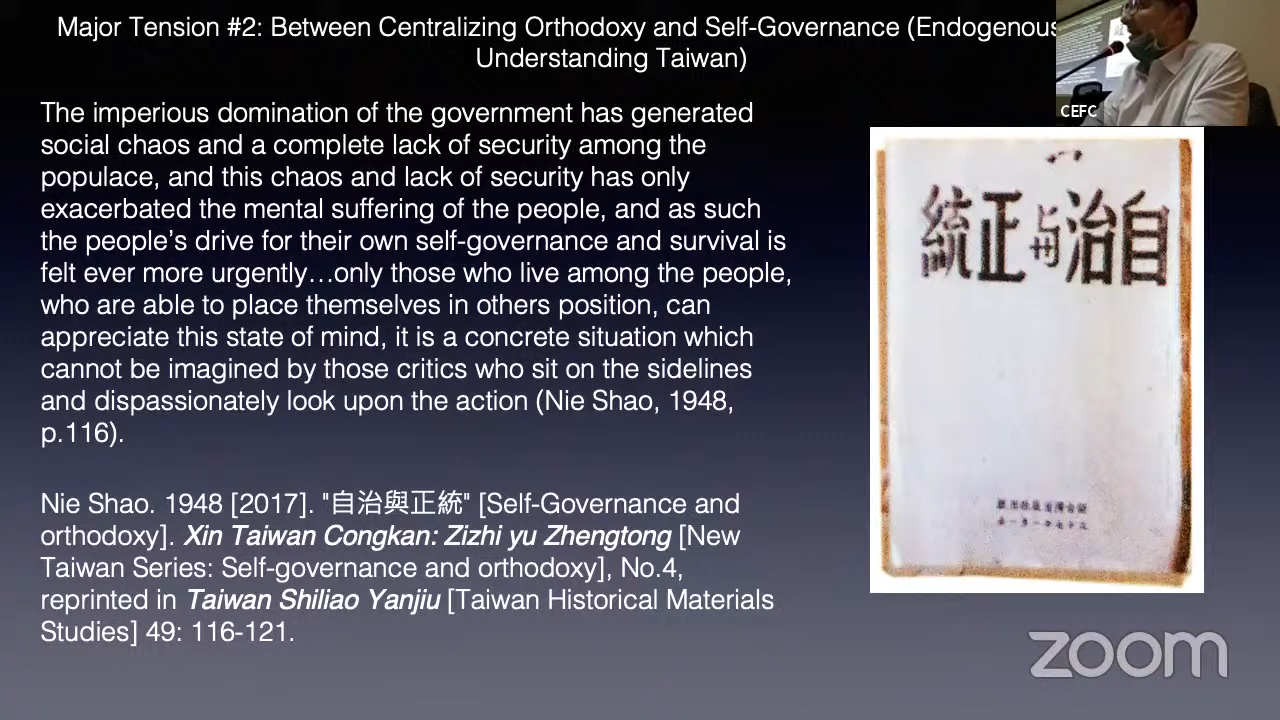 Major Tension #2: Between Centralizing Orthodoxy and Self-Governance (Endogenous
Understanding Taiwan)
CEFC
The imperious domination of the government has generated
social chaos and a complete lack of security among the
populace, and this chaos and lack of security has only
exacerbated the mental suffering of the people, and as such
the people’s drive for their own self-governance and survival is
felt ever more urgently…only those who live among the people,
who are able to place themselves in others position, can
appreciate this state of mind, it is a concrete situation which
cannot be imagined by those critics who sit on the sidelines
and dispassionately look upon the action (Nie Shao, 1948,
p.116).
Nie Shao. 1948 [2017]. "自治與正統" [Self-Governance and
orthodoxy]. Xin Taiwan Congkan: Zizhi yu Zhengtong [New
Taiwan Series: Self-governance and orthodoxy], No.4,
reprinted in Taiwan Shiliao Yanjiu [Taiwan Historical Materials
Studies] 49: 116-121.
自治与正統
zoom